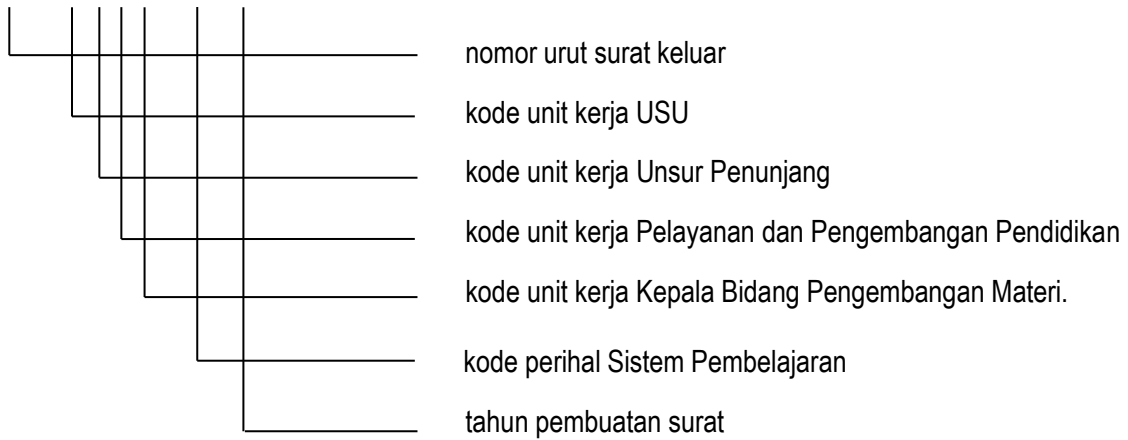 nomor urut surat keluar
kode unit kerja USU
kode unit kerja Unsur Penunjang
kode unit kerja Pelayanan dan Pengembangan Pendidikan
kode unit kerja Kepala Bidang Pengembangan Materi.
kode perihal Sistem Pembelajaran
tahun pembuatan surat